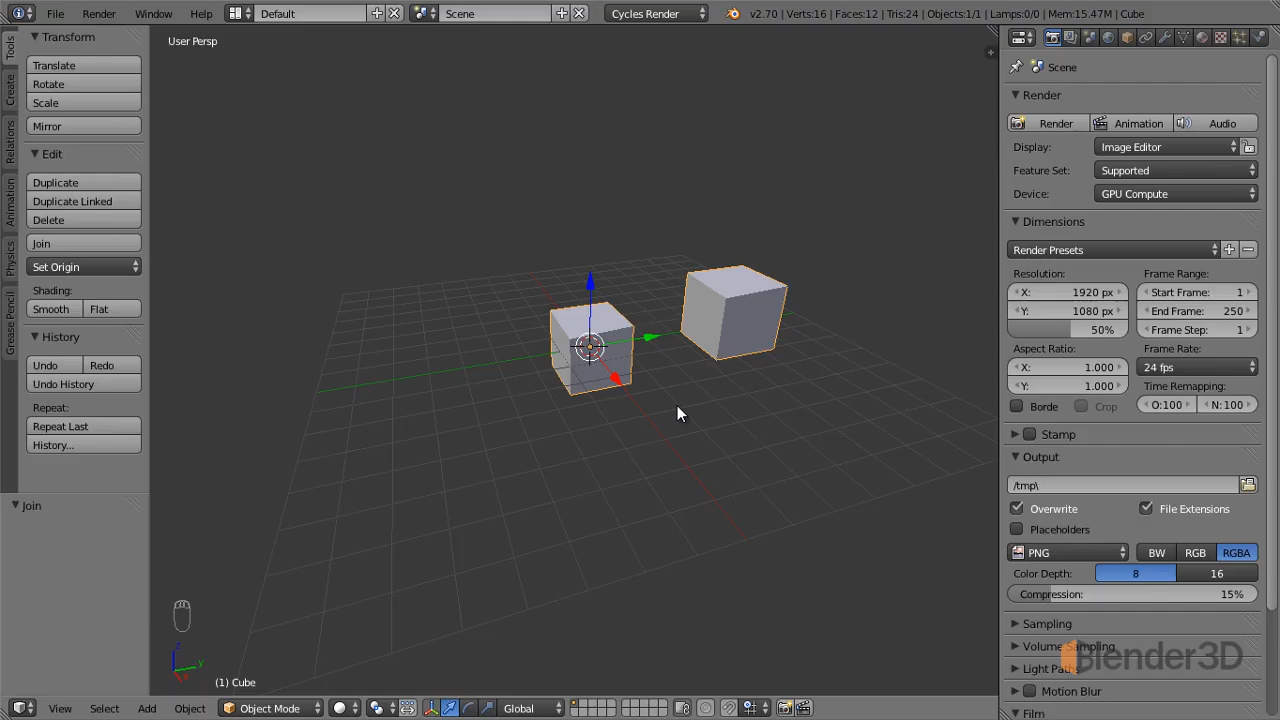 File Render Window Help Default Scene Cycles Render v2.70 | Verts:16 | Faces:12 | Tris:24 | Objects:1/1 | Lamps:0/0 | Mem:15.47M | Cube
Tools
Create
Relations
Animation
Physics
Grease Pencil
Transform
Translate
Rotate
Scale
Mirror
Edit
Duplicate
Duplicate Linked
Delete
Join
Set Origin
Shading:
Smooth Flat
History
Undo Redo
Undo History
Repeat:
Repeat Last
History...
Join
User Persp
z
y
x
(1) Cube
View Select Add Object Object Mode Global
Scene
Render
Render Animation Audio
Display: Image Editor
Feature Set: Supported
Device: GPU Compute
Dimensions
Render Presets
Resolution: Frame Range:
X: 1920 px Start Frame: 1
Y: 1080 px End Frame: 250
50% Frame Step: 1
Aspect Ratio: Frame Rate:
X: 1.000 24 fps
Y: 1.000 Time Remapping:
Borde Crop O:100 N:100
Stamp
Output
/tmp\
Overwrite File Extensions
Placeholders
PNG BW RGB RGBA
Color Depth: 8 16
Compression: 15%
Sampling
Volume Sampling
Light Paths
Blender3D
Motion Blur
Film